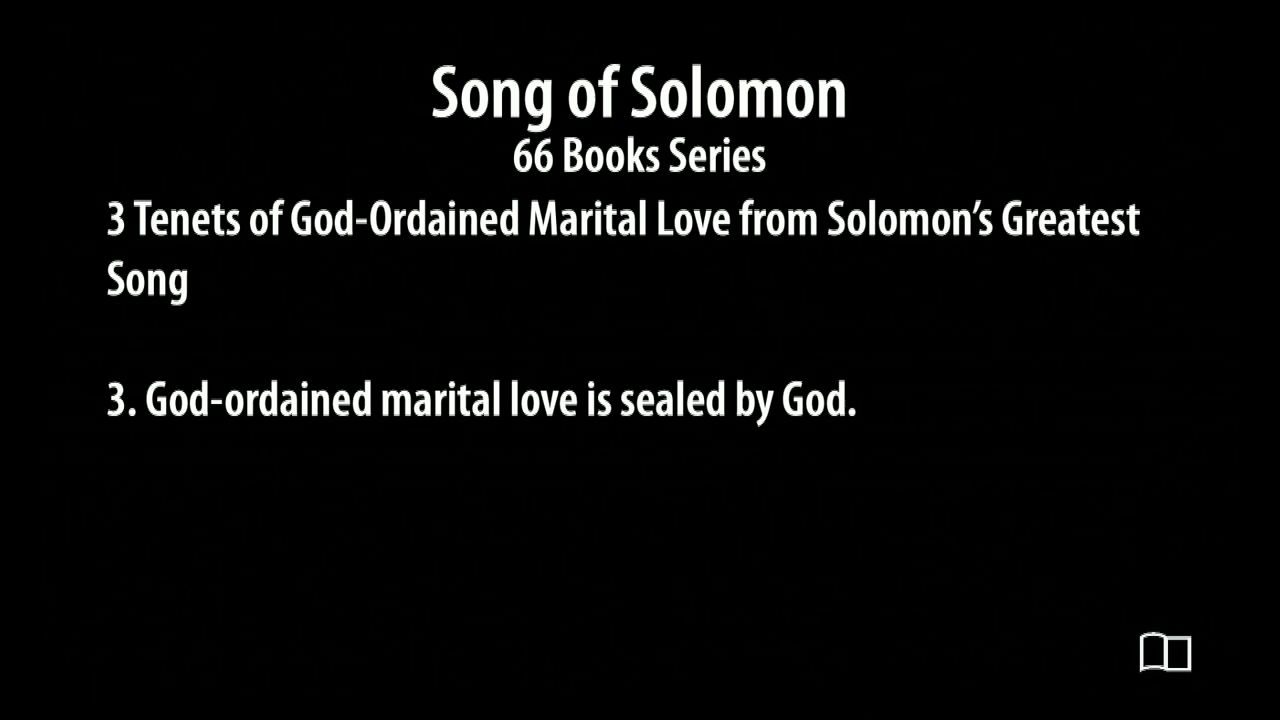 Song of Solomon
66 Books Series
3 Tenets of God-Ordained Marital Love from Solomon’s Greatest
Song
3. God-ordained marital love is sealed by God.